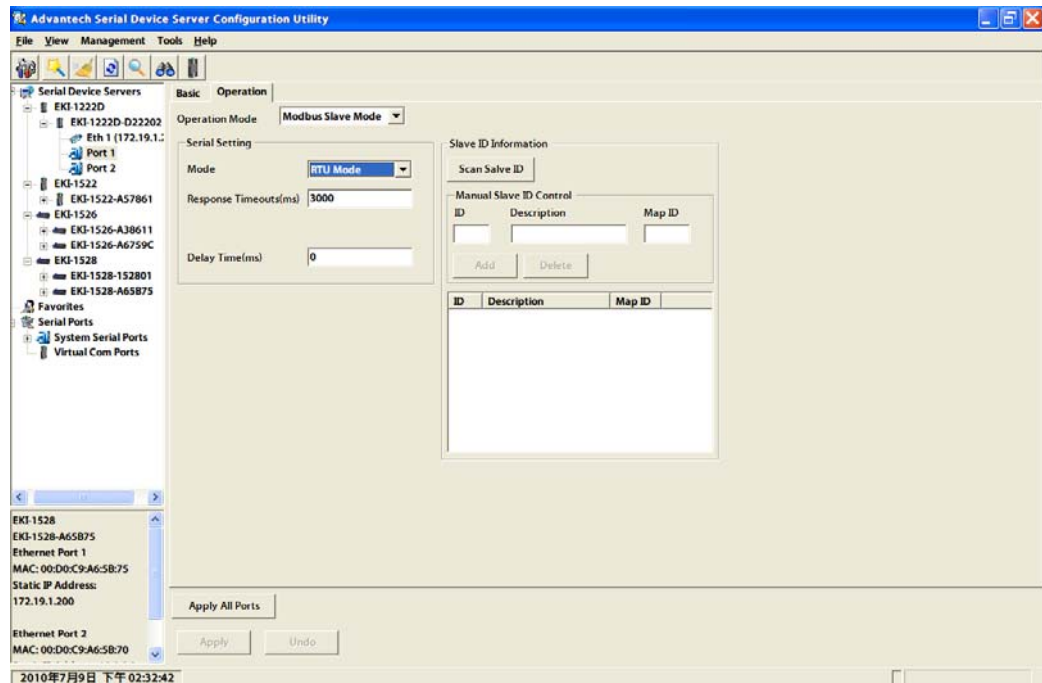 Advantech Serial Device Server Configuration Utility
File View Management Tools Help
Serial Device Servers
EKI-1222D
EKI-1222D-D22202
Eth 1 (172.19.1.2
Port 1
Port 2
EKI-1522
EKI-1522-A57861
EKI-1526
EKI-1526-A38611
EKI-1526-A6759C
EKI-1528
EKI-1528-152801
EKI-1528-A65B75
Favorites
Serial Ports
System Serial Ports
Virtual Com Ports
EKI-1528
EKI-1528-A65B75
Ethernet Port 1
MAC: 00:D0:C9:A6:5B:75
Static IP Address:
172.19.1.200
Ethernet Port 2
MAC: 00:D0:C9:A6:5B:70
Basic Operation
Operation Mode Modbus Slave Mode
Serial Setting
Mode RTU Mode
Response Timeouts(ms) 3000
Delay Time(ms) 0
Slave ID Information
Scan Salve ID
Manual Slave ID Control
ID Description Map ID
Add Delete
ID Description Map ID
Apply All Ports
Apply Undo
2010年7月9日 下午 02:32:42